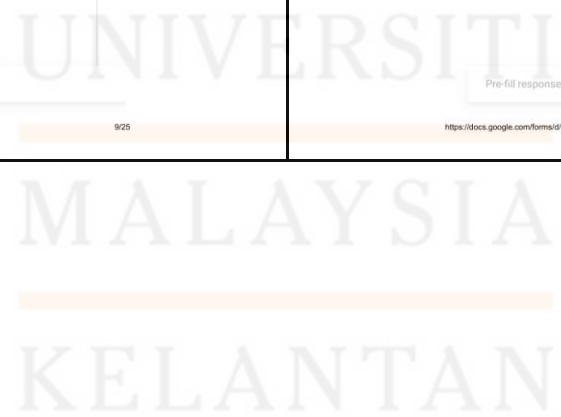 UNIVERSITI
Pre-fill response
9/25
https://docs.google.com/forms/d/
MALAYSIA
KELANTAN